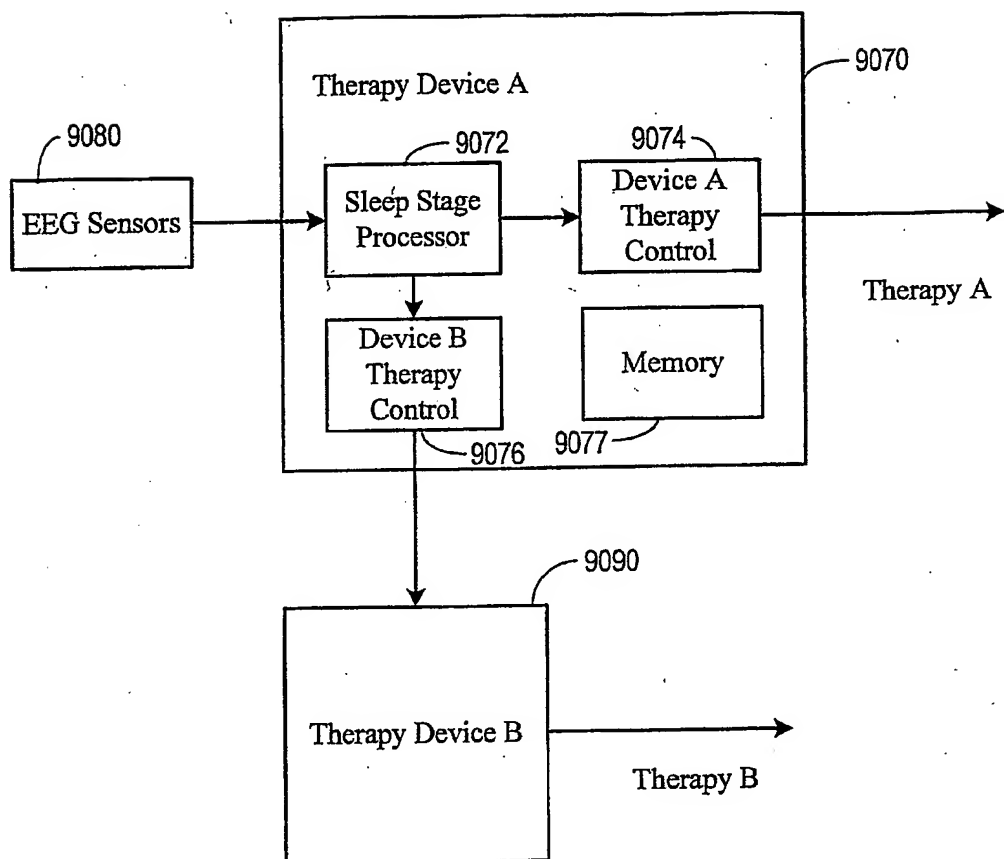 9070
Therapy Device A
9080
9072
9074
EEG Sensors
Sleep Stage
Processor
Device A
Therapy
Control
Therapy A
Device B
Therapy
Control
Memory
9076
9077
9090
Therapy Device B
Therapy B